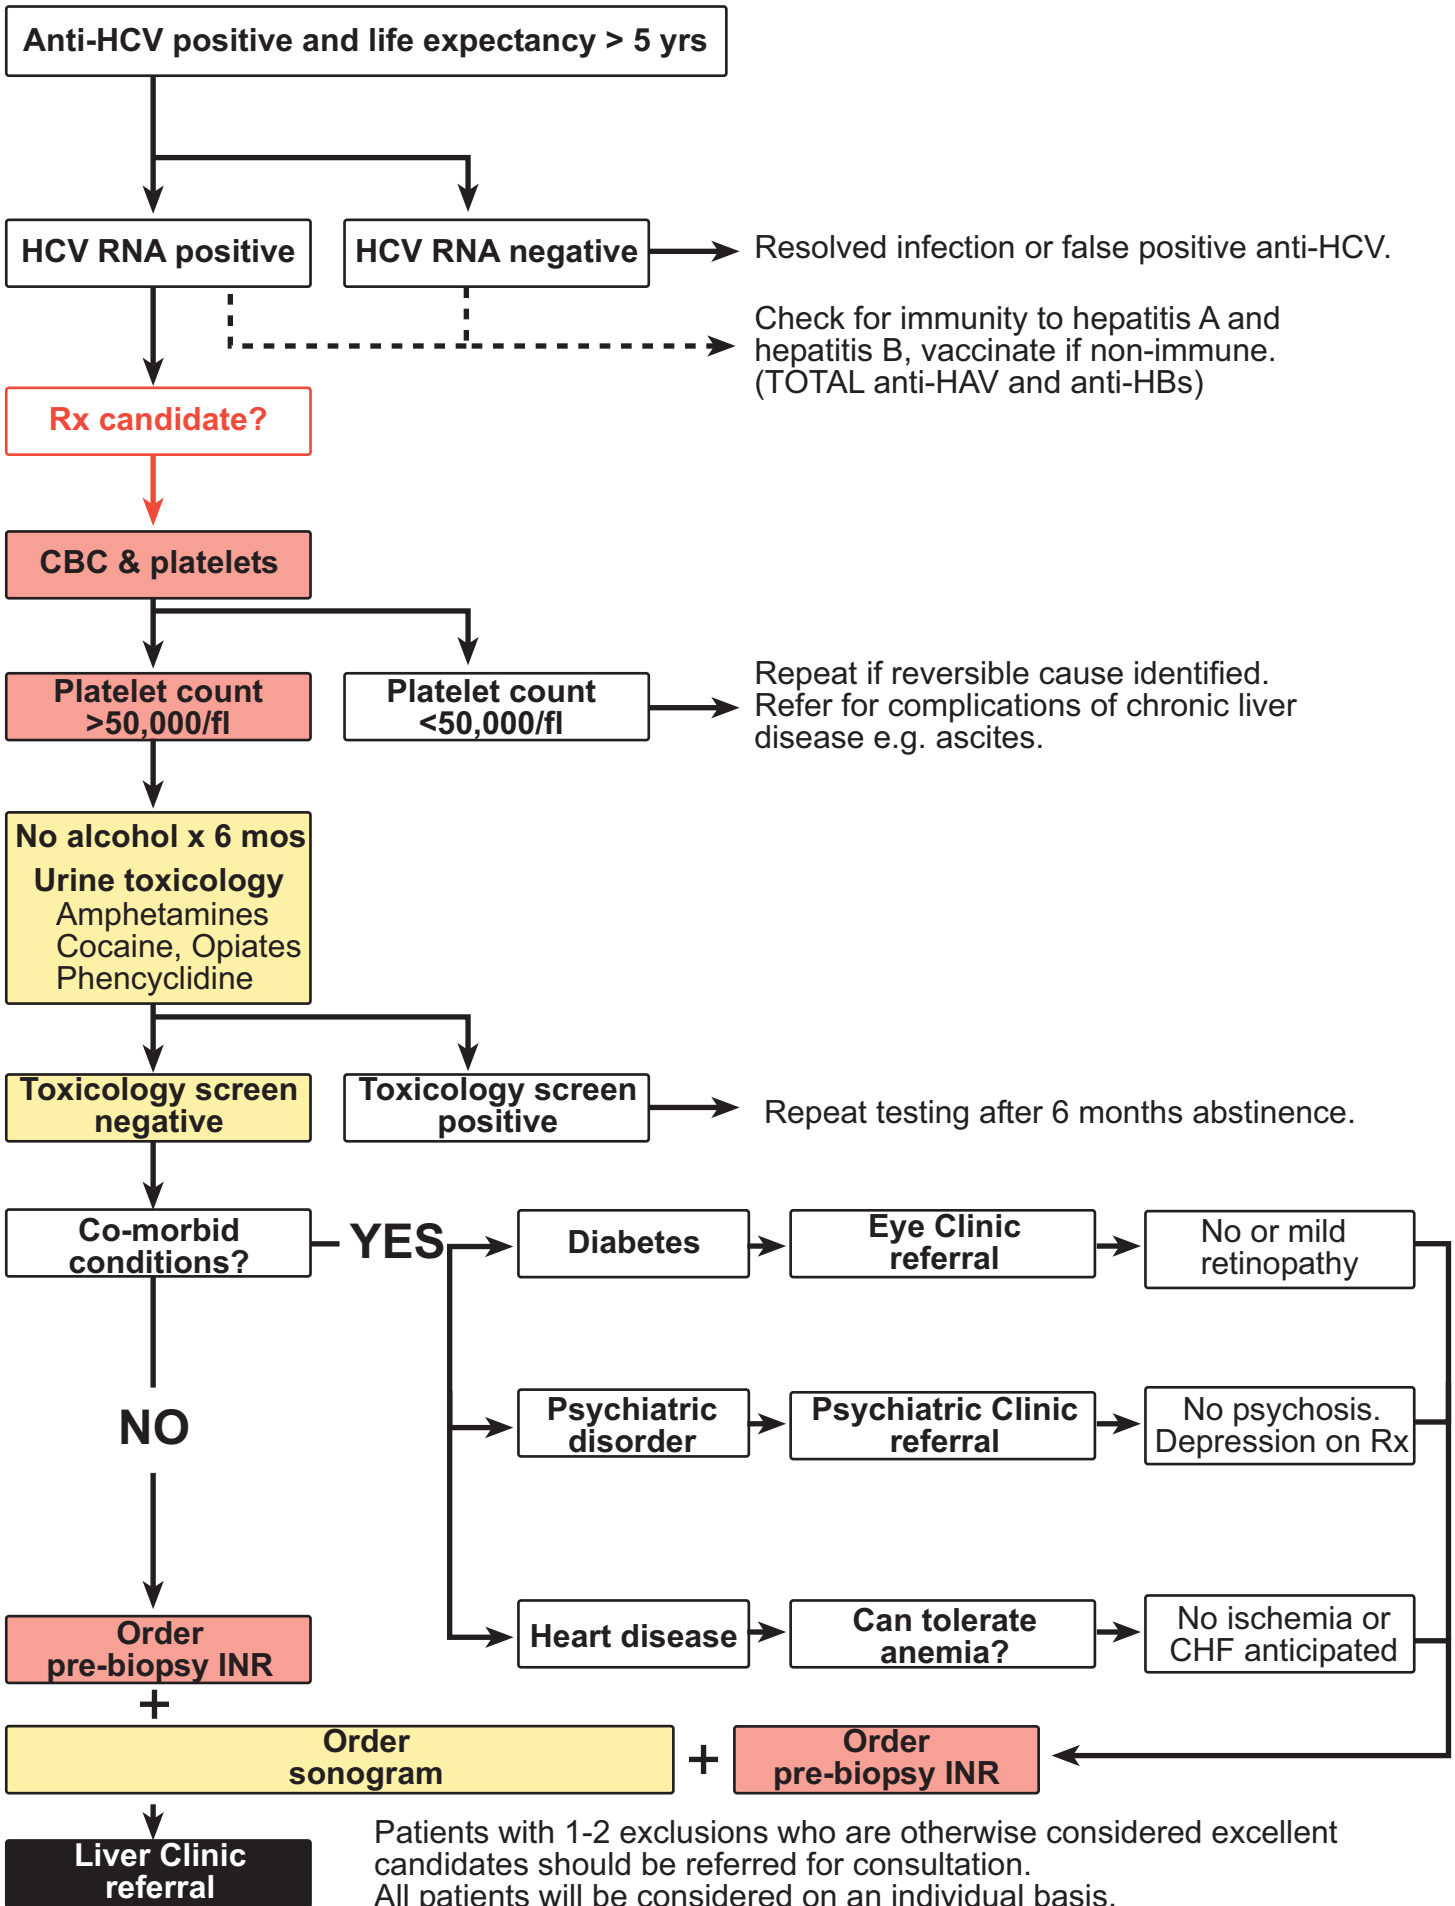 Anti-HCV positive and life expectancy > 5 yrs
HCV RNA positive
HCV RNA negative
Resolved infection or false positive anti-HCV.
Check for immunity to hepatitis A and
hepatitis B, vaccinate if non-immune.
(TOTAL anti-HAV and anti-HBs)
Rx candidate?
CBC & platelets
Platelet count
>50,000/fl
Platelet count
<50,000/fl
Repeat if reversible cause identified.
Refer for complications of chronic liver
disease e.g. ascites.
No alcohol x 6 mos
Urine toxicology
Amphetamines
Cocaine, Opiates
Phencyclidine
Toxicology screen
negative
Toxicology screen
positive
Repeat testing after 6 months abstinence.
Co-morbid
conditions?
YES
Diabetes
Eye Clinic
referral
No or mild
retinopathy
NO
Psychiatric
disorder
Psychiatric Clinic
referral
No psychosis.
Depression on Rx
Heart disease
Can tolerate
anemia?
No ischemia or
CHF anticipated
Order
pre-biopsy INR
+
Order
sonogram
+
Order
pre-biopsy INR
Liver Clinic
referral
Patients with 1-2 exclusions who are otherwise considered excellent
candidates should be referred for consultation.
All patients will be considered on an individual basis.